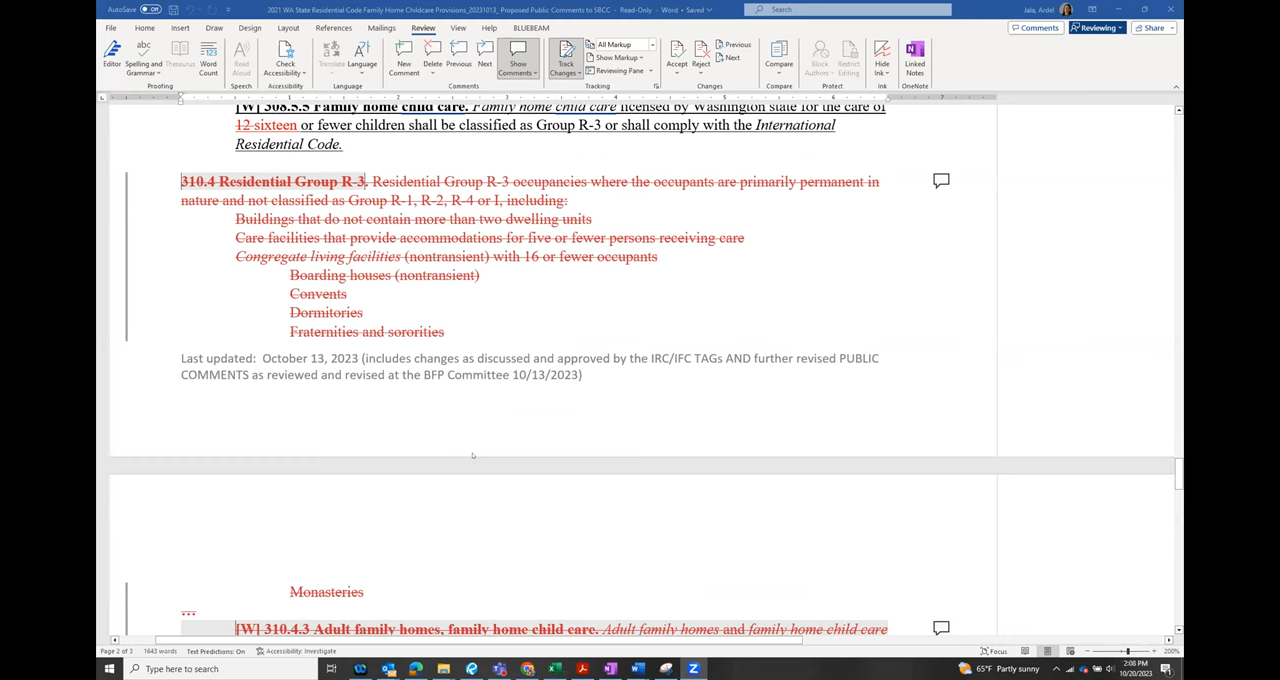 AutoSave Off 2021 WA State Residential Code Family Home Childcare Provisions_20231013_ Proposed Public Comments to SBCC - Read-Only - Word • Saved Search Jala, Ardel
File Home Insert Draw Design Layout References Mailings Review View Help BLUEBEAM Comments Reviewing Share
Editor Spelling and Grammar Thesaurus Word Count Read Aloud Check Accessibility Translate Language New Comment Delete Previous Next Show Comments Track Changes All Markup Show Markup Reviewing Pane Accept Reject Previous Next Compare Block Authors Restrict Editing Hide Ink Linked Notes
Proofing Speech Accessibility Language Comments Tracking Changes Compare Protect Ink OneNote
[W] 308.5.5 Family home child care. Family home child care licensed by Washington state for the care of
12 sixteen or fewer children shall be classified as Group R-3 or shall comply with the International
Residential Code.
310.4 Residential Group R-3. Residential Group R-3 occupancies where the occupants are primarily permanent in
nature and not classified as Group R-1, R-2, R-4 or I, including:
Buildings that do not contain more than two dwelling units
Care facilities that provide accommodations for five or fewer persons receiving care
Congregate living facilities (nontransient) with 16 or fewer occupants
Boarding houses (nontransient)
Convents
Dormitories
Fraternities and sororities
Last updated: October 13, 2023 (includes changes as discussed and approved by the IRC/IFC TAGs AND further revised PUBLIC
COMMENTS as reviewed and revised at the BFP Committee 10/13/2023)
Monasteries
...
[W] 310.4.3 Adult family homes, family home child care. Adult family homes and family home child care
Page 2 of 3 1643 words Text Predictions: On Accessibility: Investigate Focus 200%
Type here to search 65°F Partly sunny 2:08 PM
10/20/2023